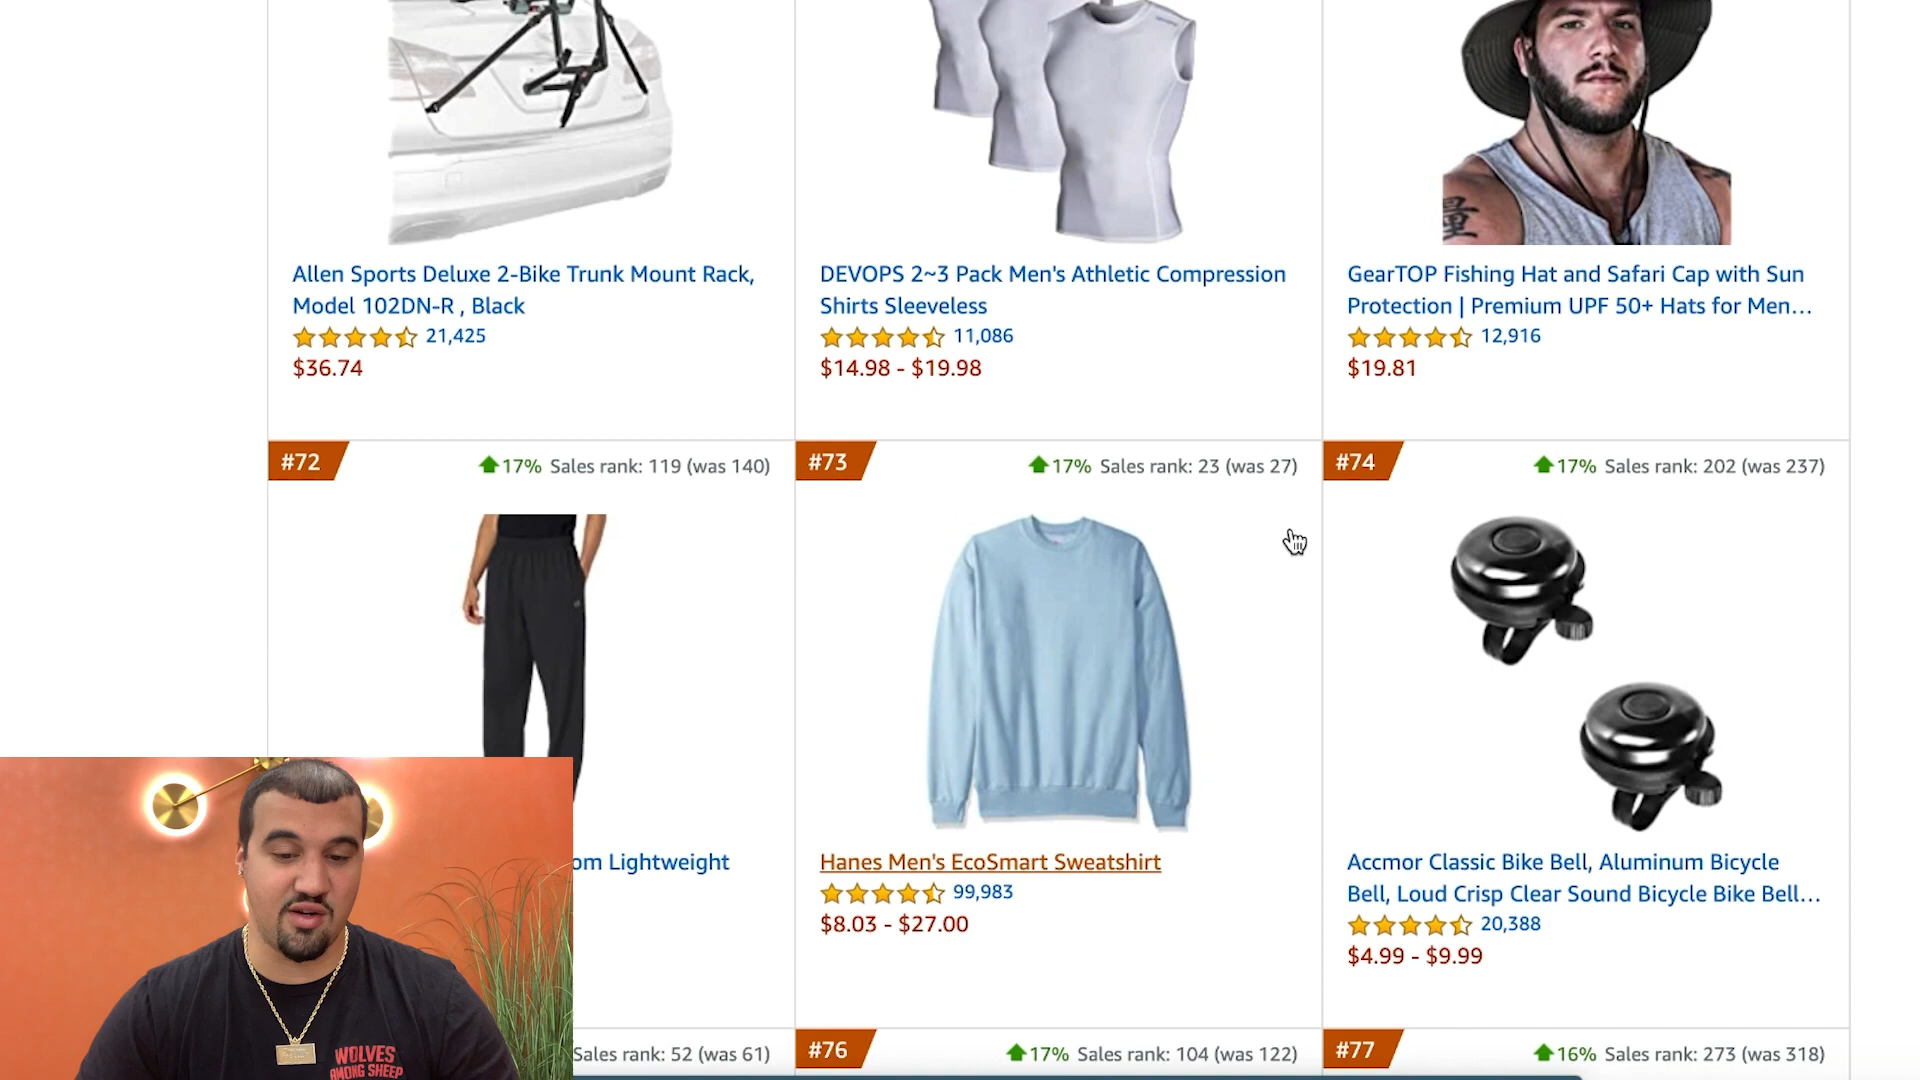 Allen Sports Deluxe 2-Bike Trunk Mount Rack,
Model 102DN-R , Black
21,425
$36.74
DEVOPS 2~3 Pack Men's Athletic Compression
Shirts Sleeveless
11,086
$14.98 - $19.98
量
GearTOP Fishing Hat and Safari Cap with Sun
Protection | Premium UPF 50+ Hats for Men...
12,916
$19.81
#72
17% Sales rank: 119 (was 140)
om Lightweight
#73
17% Sales rank: 23 (was 27)
Hanes Men's EcoSmart Sweatshirt
99,983
$8.03 - $27.00
#74
17% Sales rank: 202 (was 237)
Accmor Classic Bike Bell, Aluminum Bicycle
Bell, Loud Crisp Clear Sound Bicycle Bike Bell...
20,388
$4.99 - $9.99
Sales rank: 52 (was 61)
#76
17% Sales rank: 104 (was 122)
#77
16% Sales rank: 273 (was 318)
WOLVES
AMONG SHEEP